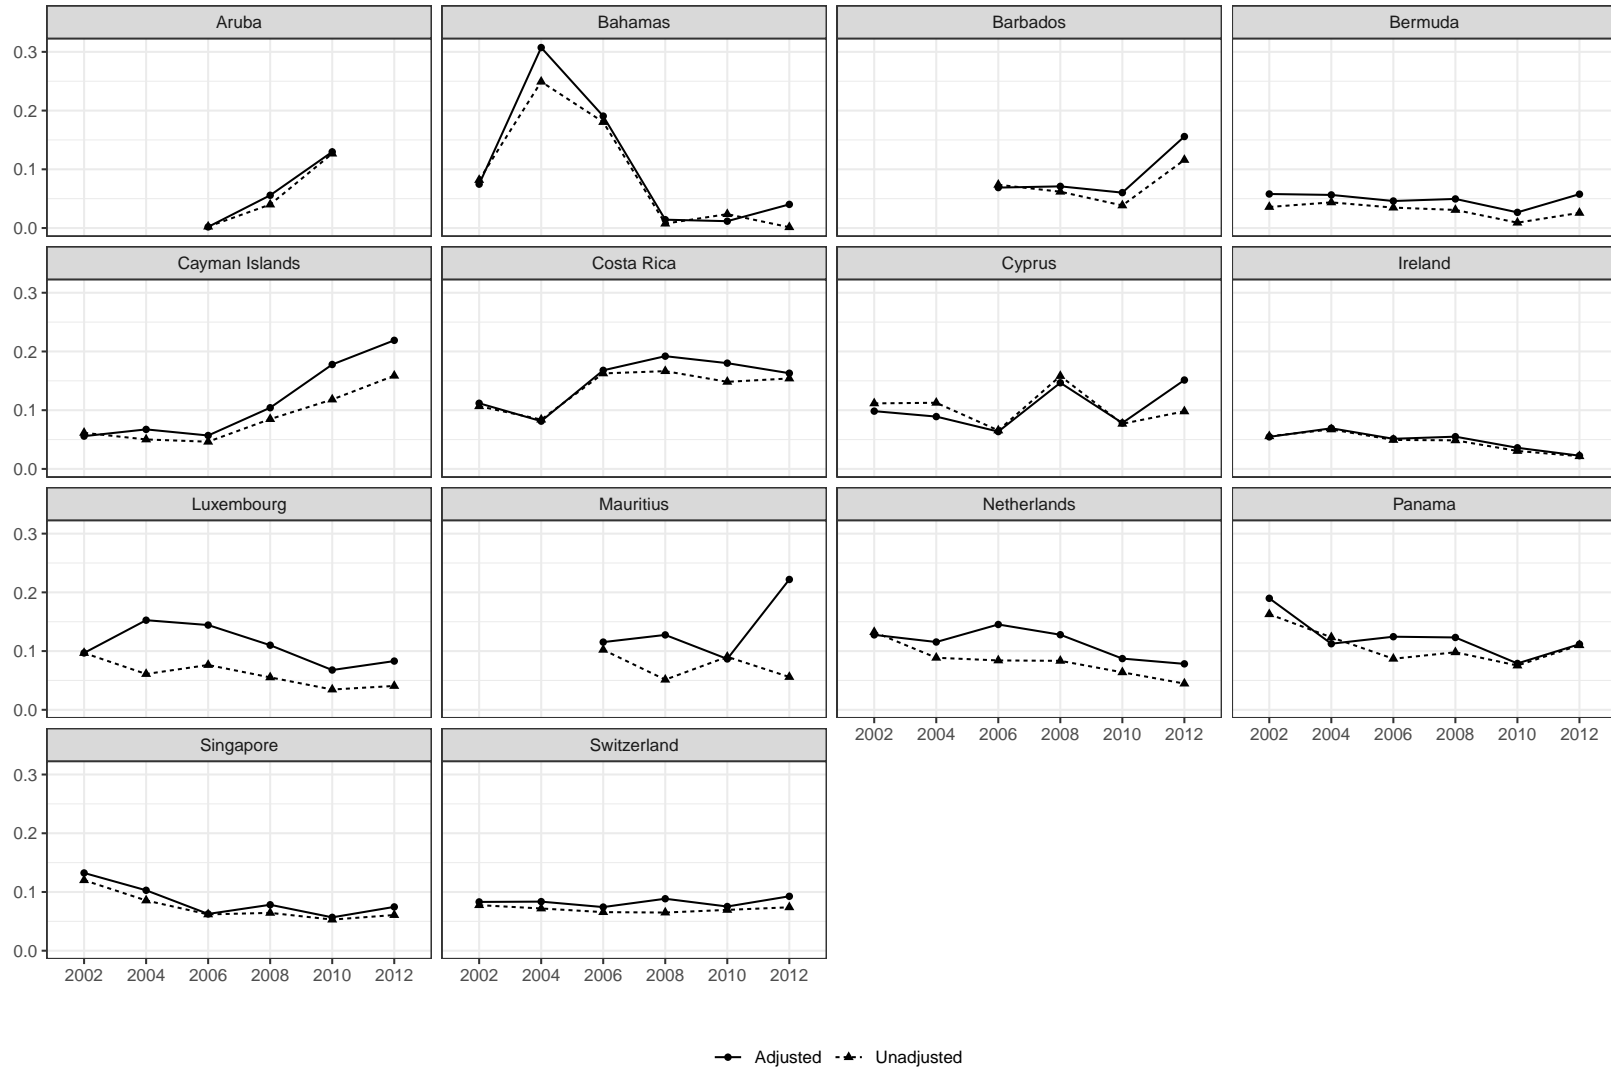 Aruba Bahamas Barbados Bermuda
0.3
0.2
0.1
0.0
Cayman Islands Costa Rica Cyprus Ireland
0.3
0.2
0.1
0.0
Luxembourg Mauritius Netherlands Panama
0.3
0.2
0.1
0.0
2002 2004 2006 2008 2010 2012 2002 2004 2006 2008 2010 2012
Singapore Switzerland
0.3
0.2
0.1
0.0
2002 2004 2006 2008 2010 2012 2002 2004 2006 2008 2010 2012
Adjusted Unadjusted